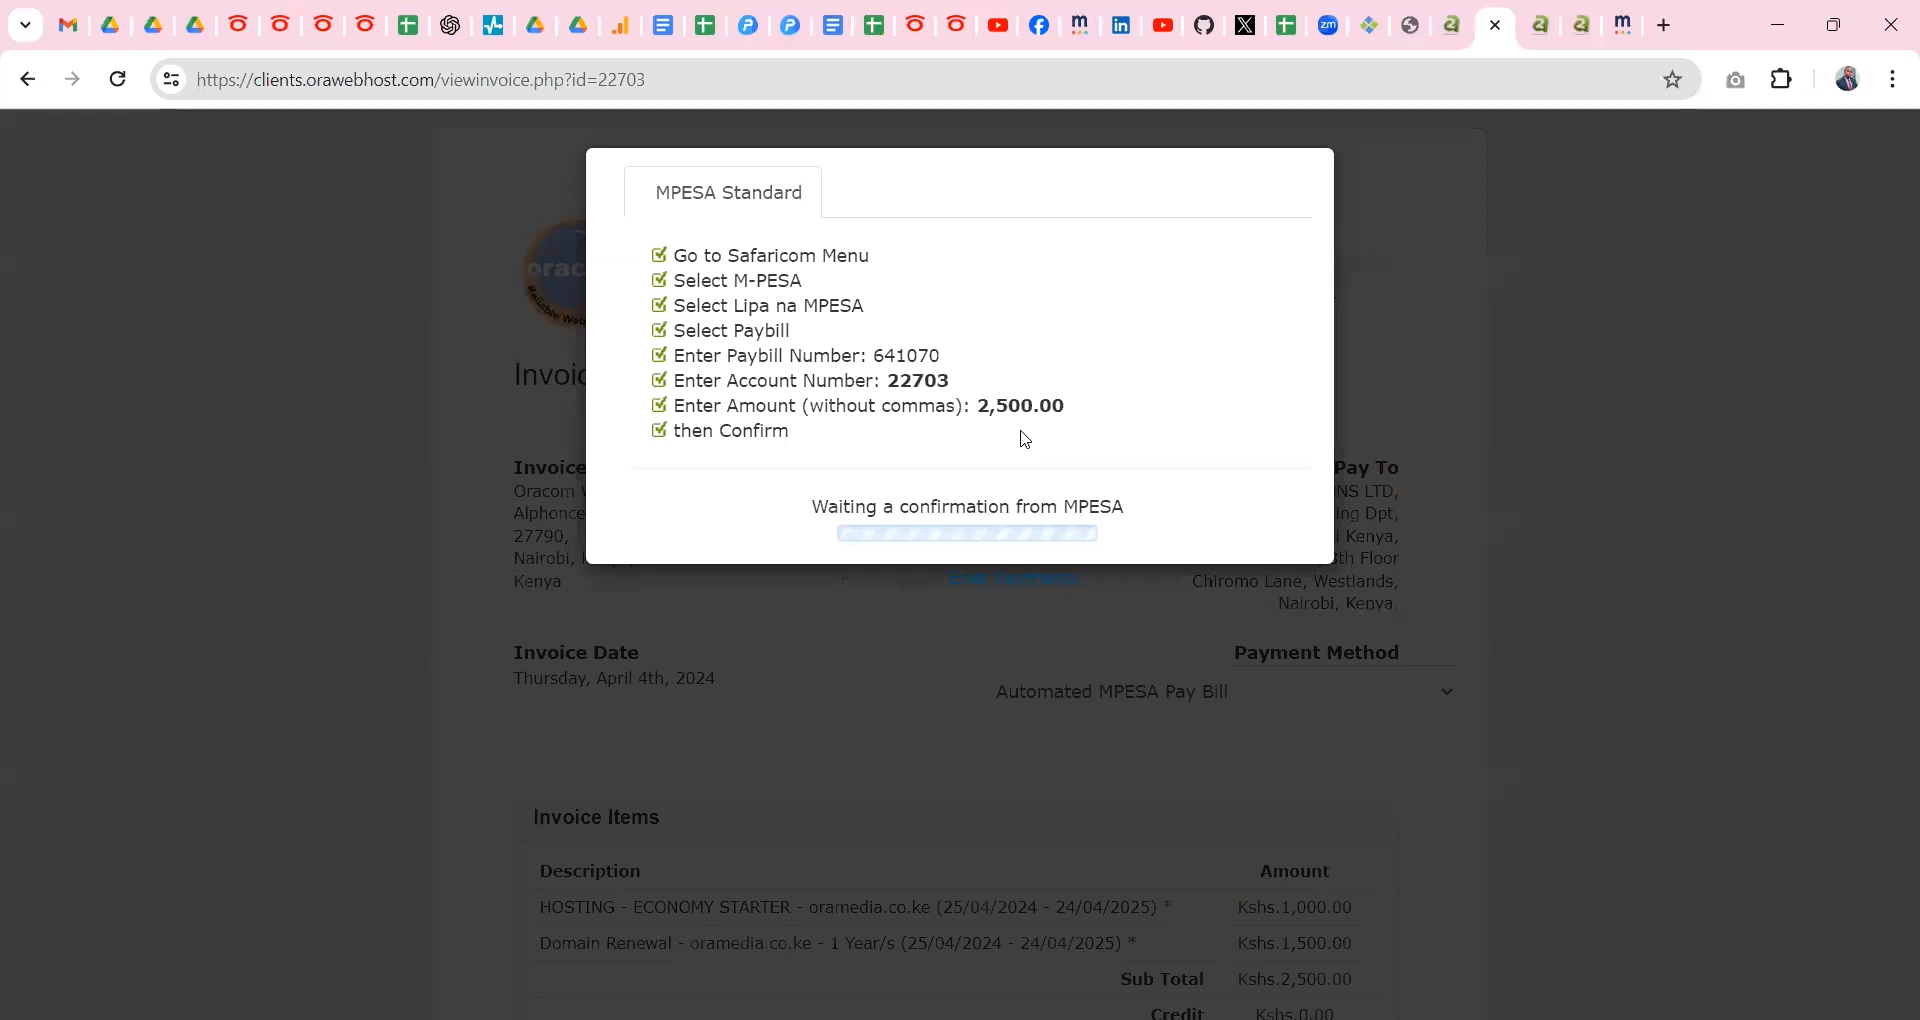 https://clients.orawebhost.com/viewinvoice.php?id=22703
MPESA Standard
Go to Safaricom Menu
Select M-PESA
Select Lipa na MPESA
Select Paybill
Enter Paybill Number: 641070
Enter Account Number: 22703
Enter Amount (without commas): 2,500.00
then Confirm
Waiting a confirmation from MPESA
Pay To
Oracom
NS LTD,
Alphonce
ing Dpt,
27790,
i Kenya,
Nairobi,
th Floor
Kenya
Chiromo Lane, Westlands,
Nairobi, Kenya.
Invoice Date
Payment Method
Thursday, April 4th, 2024
Automated MPESA Pay Bill
Invoice Items
Description Amount
HOSTING - ECONOMY STARTER - oramedia.co.ke (25/04/2024 - 24/04/2025) * Kshs.1,000.00
Domain Renewal - oramedia.co.ke - 1 Year/s (25/04/2024 - 24/04/2025) * Kshs.1,500.00
Sub Total Kshs.2,500.00
Credit Kshs.0.00